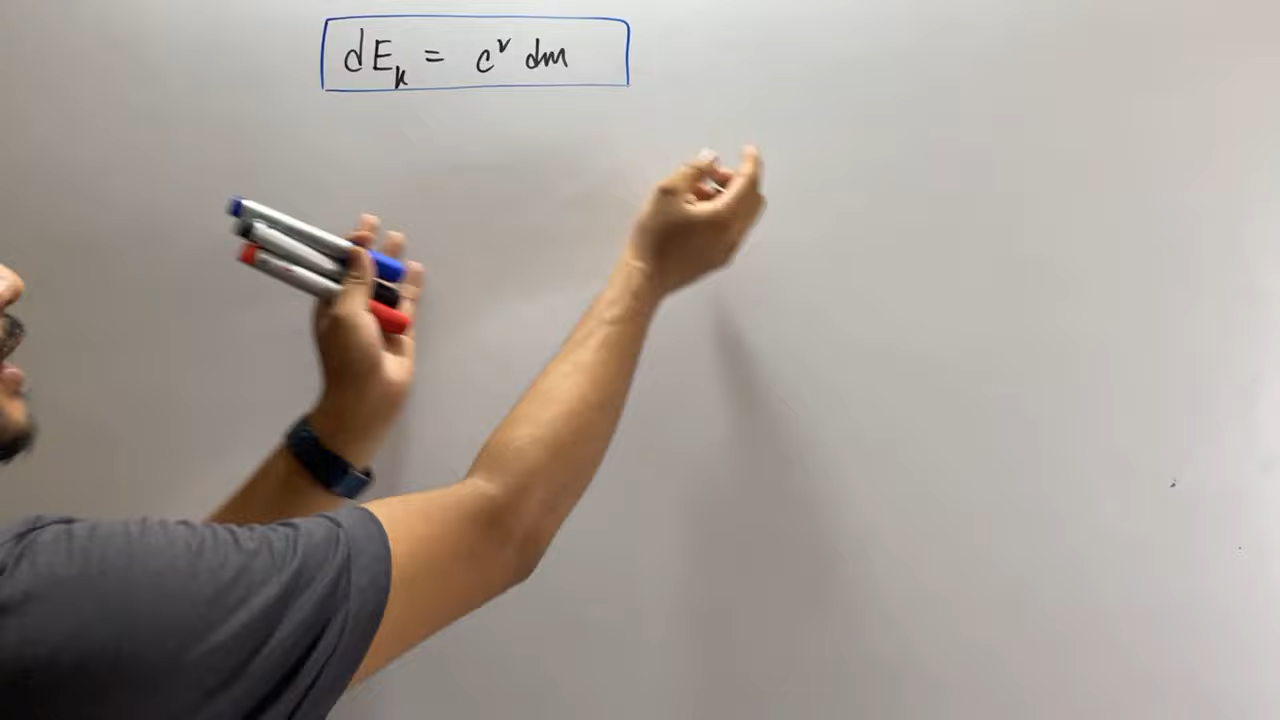 dE_k = c² dm